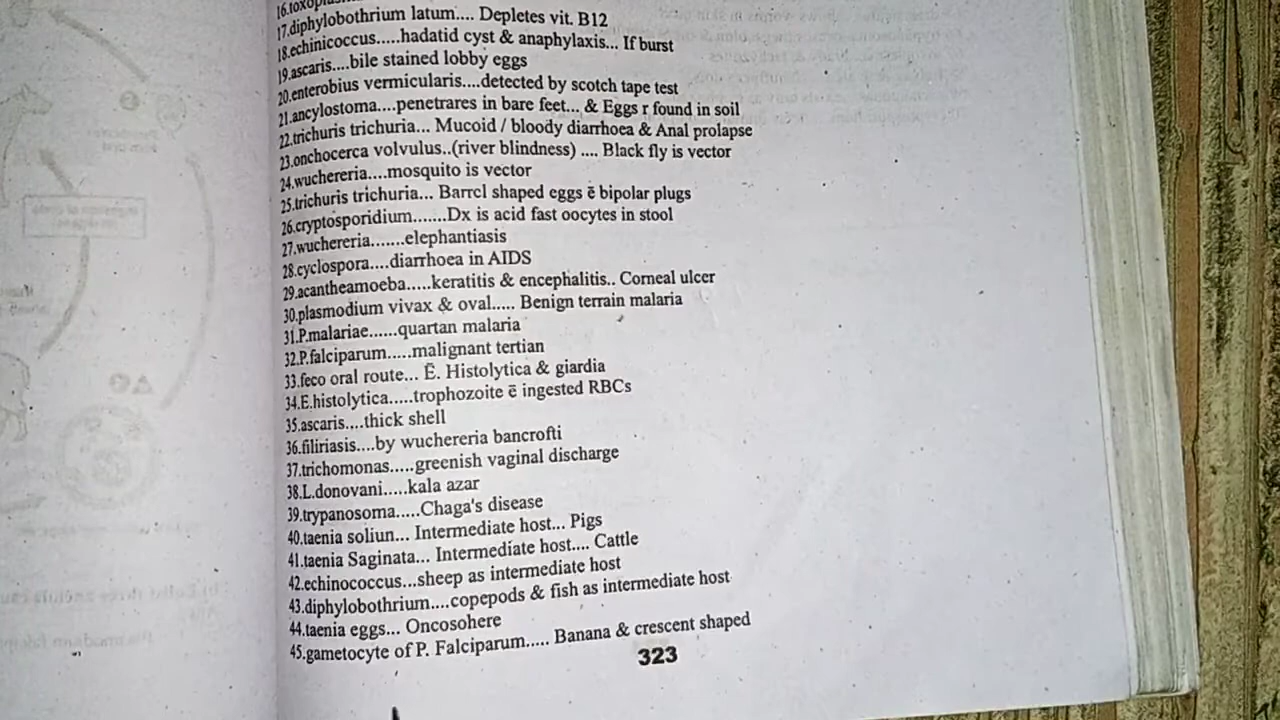 16.toxoplas
17.diphylobothrium latum.... Depletes vit. B12
18.echinicoccus.....hadatid cyst & anaphylaxis... If burst
19.ascaris....bile stained lobby eggs
20.enterobius vermicularis....detected by scotch tape test
21.ancylostoma....penetrares in bare feet... & Eggs r found in soil
22.trichuris trichuria... Mucoid / bloody diarrhoea & Anal prolapse
23.onchocerca volvulus..(river blindness) .... Black fly is vector
24.wuchereria....mosquito is vector
25.trichuris trichuria... Barrcl shaped eggs ē bipolar plugs
26.cryptosporidium.......Dx is acid fast oocytes in stool
27.wuchereria.......elephantiasis
28.cyclospora....diarrhoea in AIDS
29.acantheamoeba.....keratitis & encephalitis.. Corneal ulcer
30.plasmodium vivax & oval..... Benign terrain malaria
31.P.malariae......quartan malaria
32.P.falciparum.....malignant tertian
33.feco oral route... Ē. Histolytica & giardia
34.E.histolytica.....trophozoite ē ingested RBCs
35.ascaris....thick shell
36.filiriasis....by wuchereria bancrofti
37.trichomonas.....greenish vaginal discharge
38.L.donovani.....kala azar
39.trypanosoma.....Chaga's disease
40.taenia soliun... Intermediate host... Pigs
41.taenia Saginata... Intermediate host.... Cattle
42.echinococcus...sheep as intermediate host
43.diphylobothrium....copepods & fish as intermediate host
44.taenia eggs... Oncosohere
45.gametocyte of P. Falciparum..... Banana & crescent shaped
323